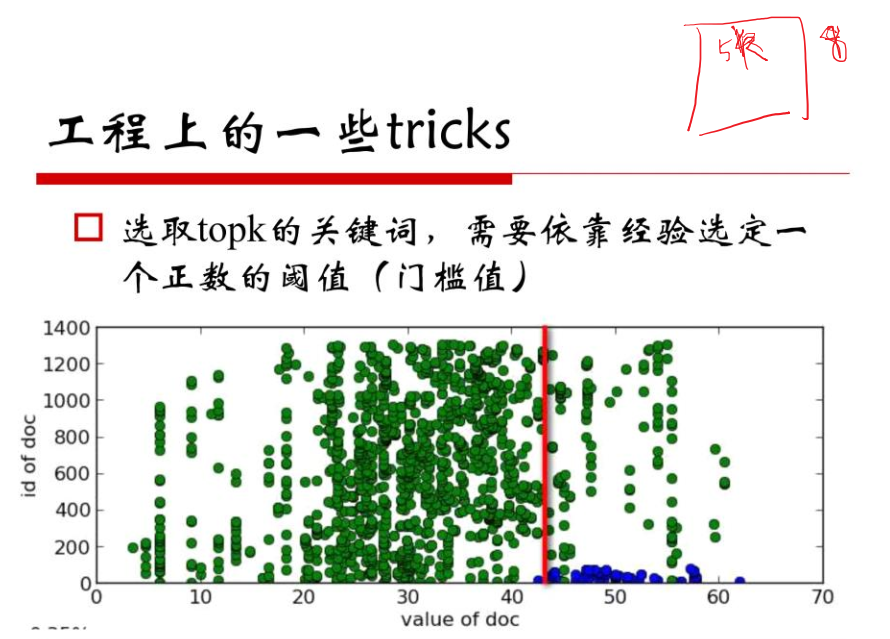 工程上的一些tricks
选取topk的关键词，需要依靠经验选定一
个正数的阈值（门槛值）
1400
1200
1000
800
600
400
200
0
id of doc
0 10 20 30 40 50 60 70
value of doc